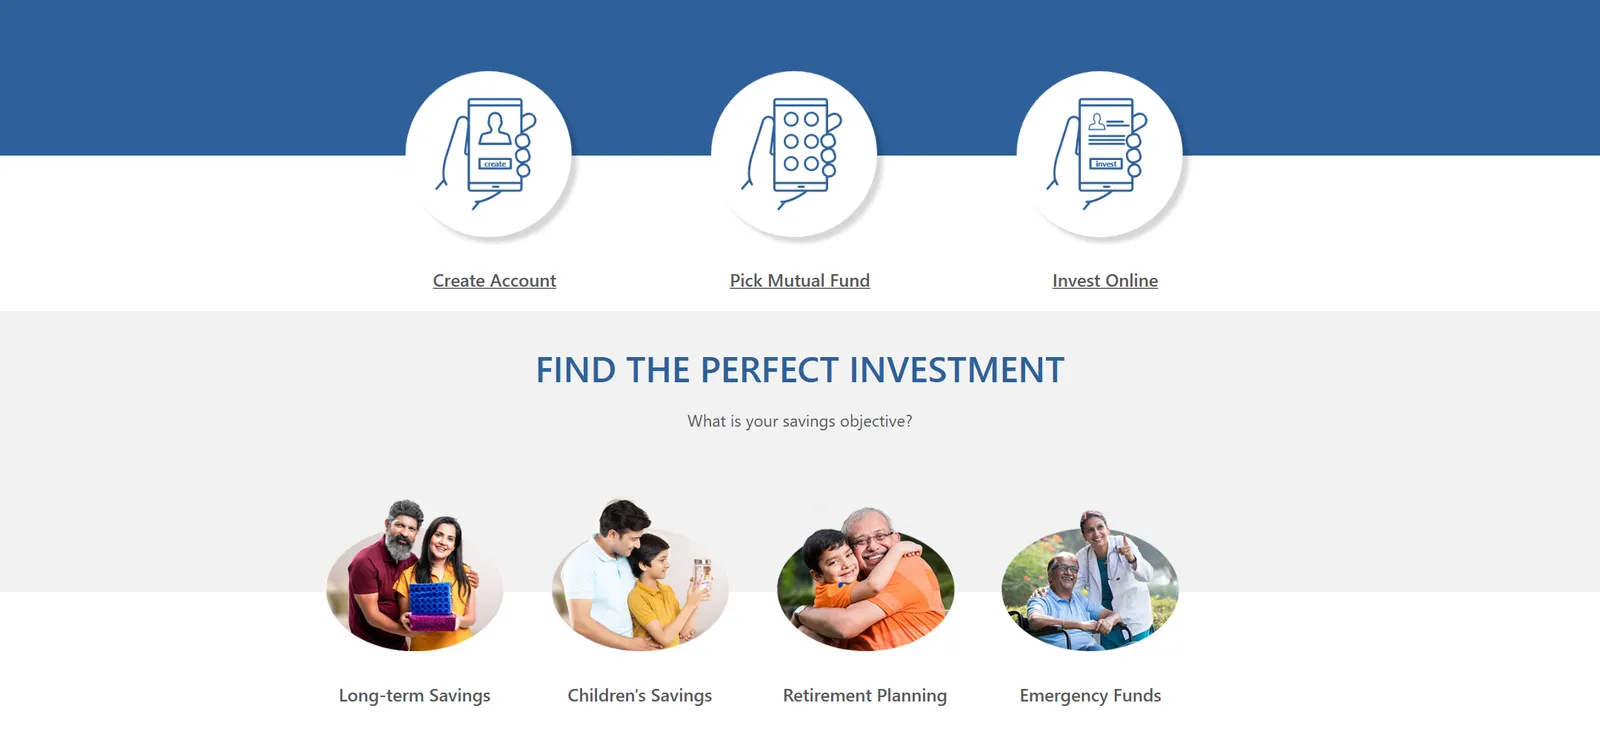 create
invest
Create Account
Pick Mutual Fund
Invest Online
FIND THE PERFECT INVESTMENT
What is your savings objective?
Long-term Savings
Children's Savings
Retirement Planning
Emergency Funds